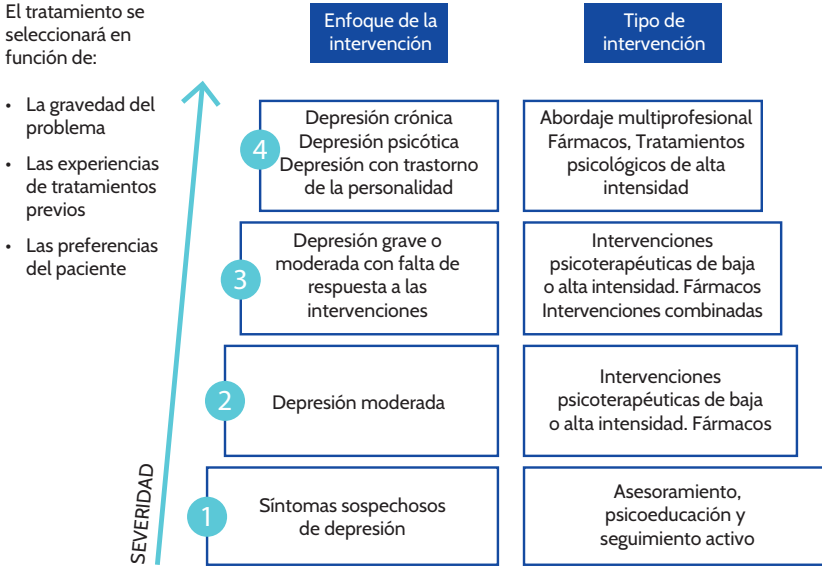 El tratamiento se
seleccionará en
función de:
• La gravedad del
problema
• Las experiencias
de tratamientos
previos
• Las preferencias
del paciente
SEVERIDAD
Enfoque de la
intervención
Tipo de
intervención
4
Depresión crónica
Depresión psicótica
Depresión con trastorno
de la personalidad
Abordaje multiprofesional
Fármacos, Tratamientos
psicológicos de alta
intensidad
3
Depresión grave o
moderada con falta de
respuesta a las
intervenciones
Intervenciones
psicoterapéuticas de baja
o alta intensidad. Fármacos
Intervenciones combinadas
2
Depresión moderada
Intervenciones
psicoterapéuticas de baja
o alta intensidad. Fármacos
1
Síntomas sospechosos
de depresión
Asesoramiento,
psicoeducación y
seguimiento activo